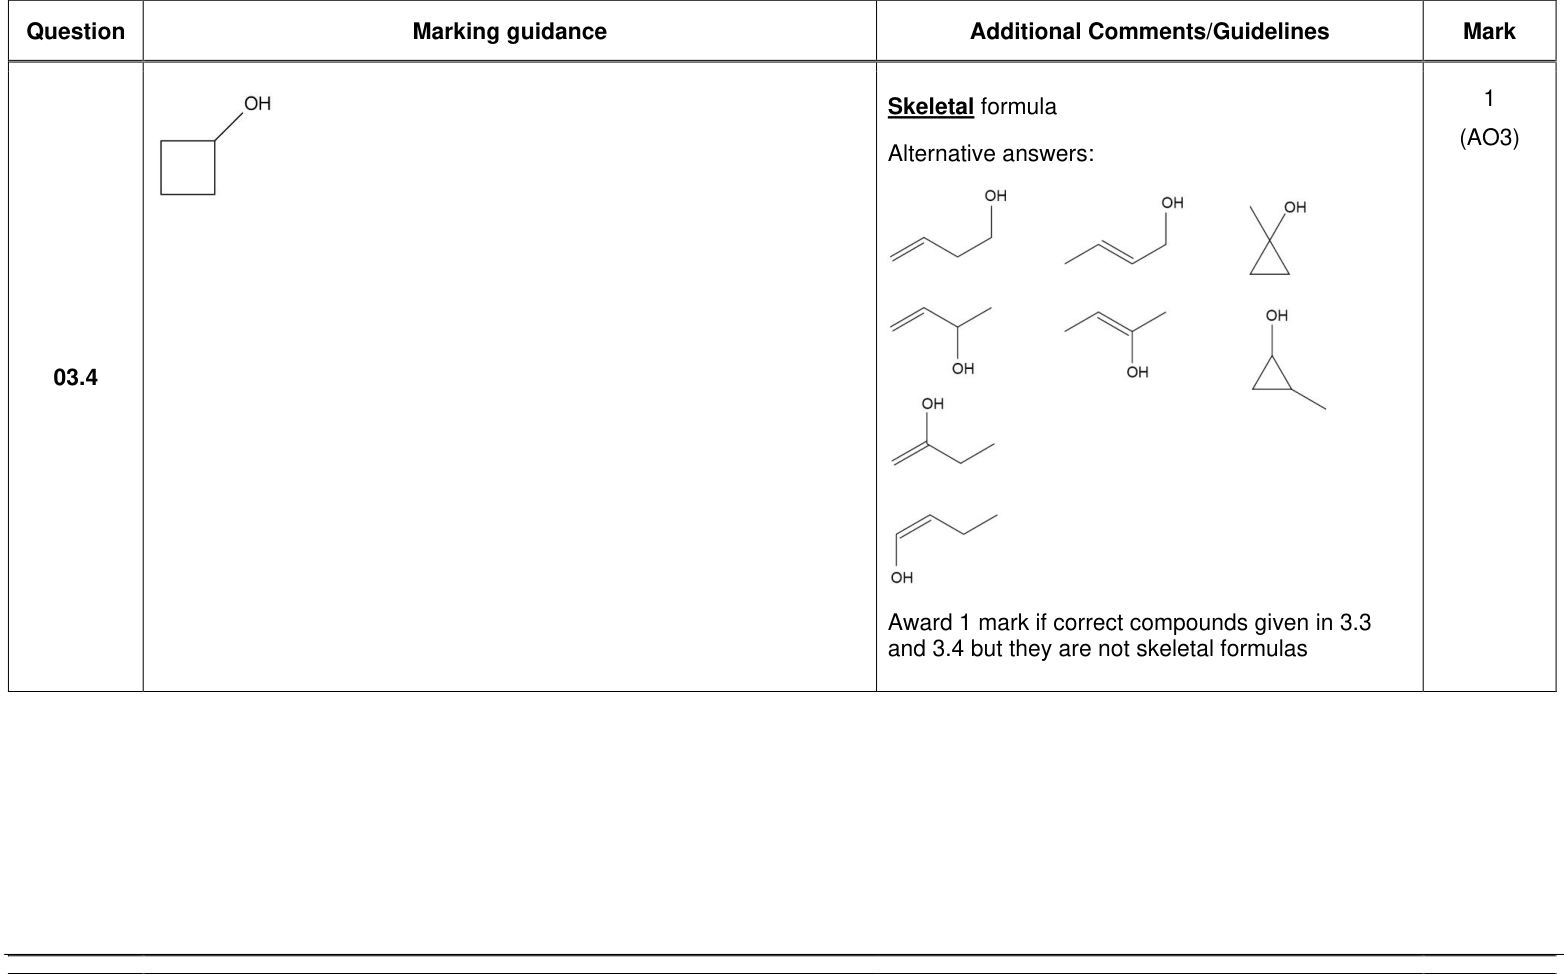 Question Marking guidance Additional Comments/Guidelines Mark
03.4
OH
Skeletal formula
Alternative answers:
OH OH OH
OH OH OH
OH
OH
Award 1 mark if correct compounds given in 3.3
and 3.4 but they are not skeletal formulas
1
(AO3)